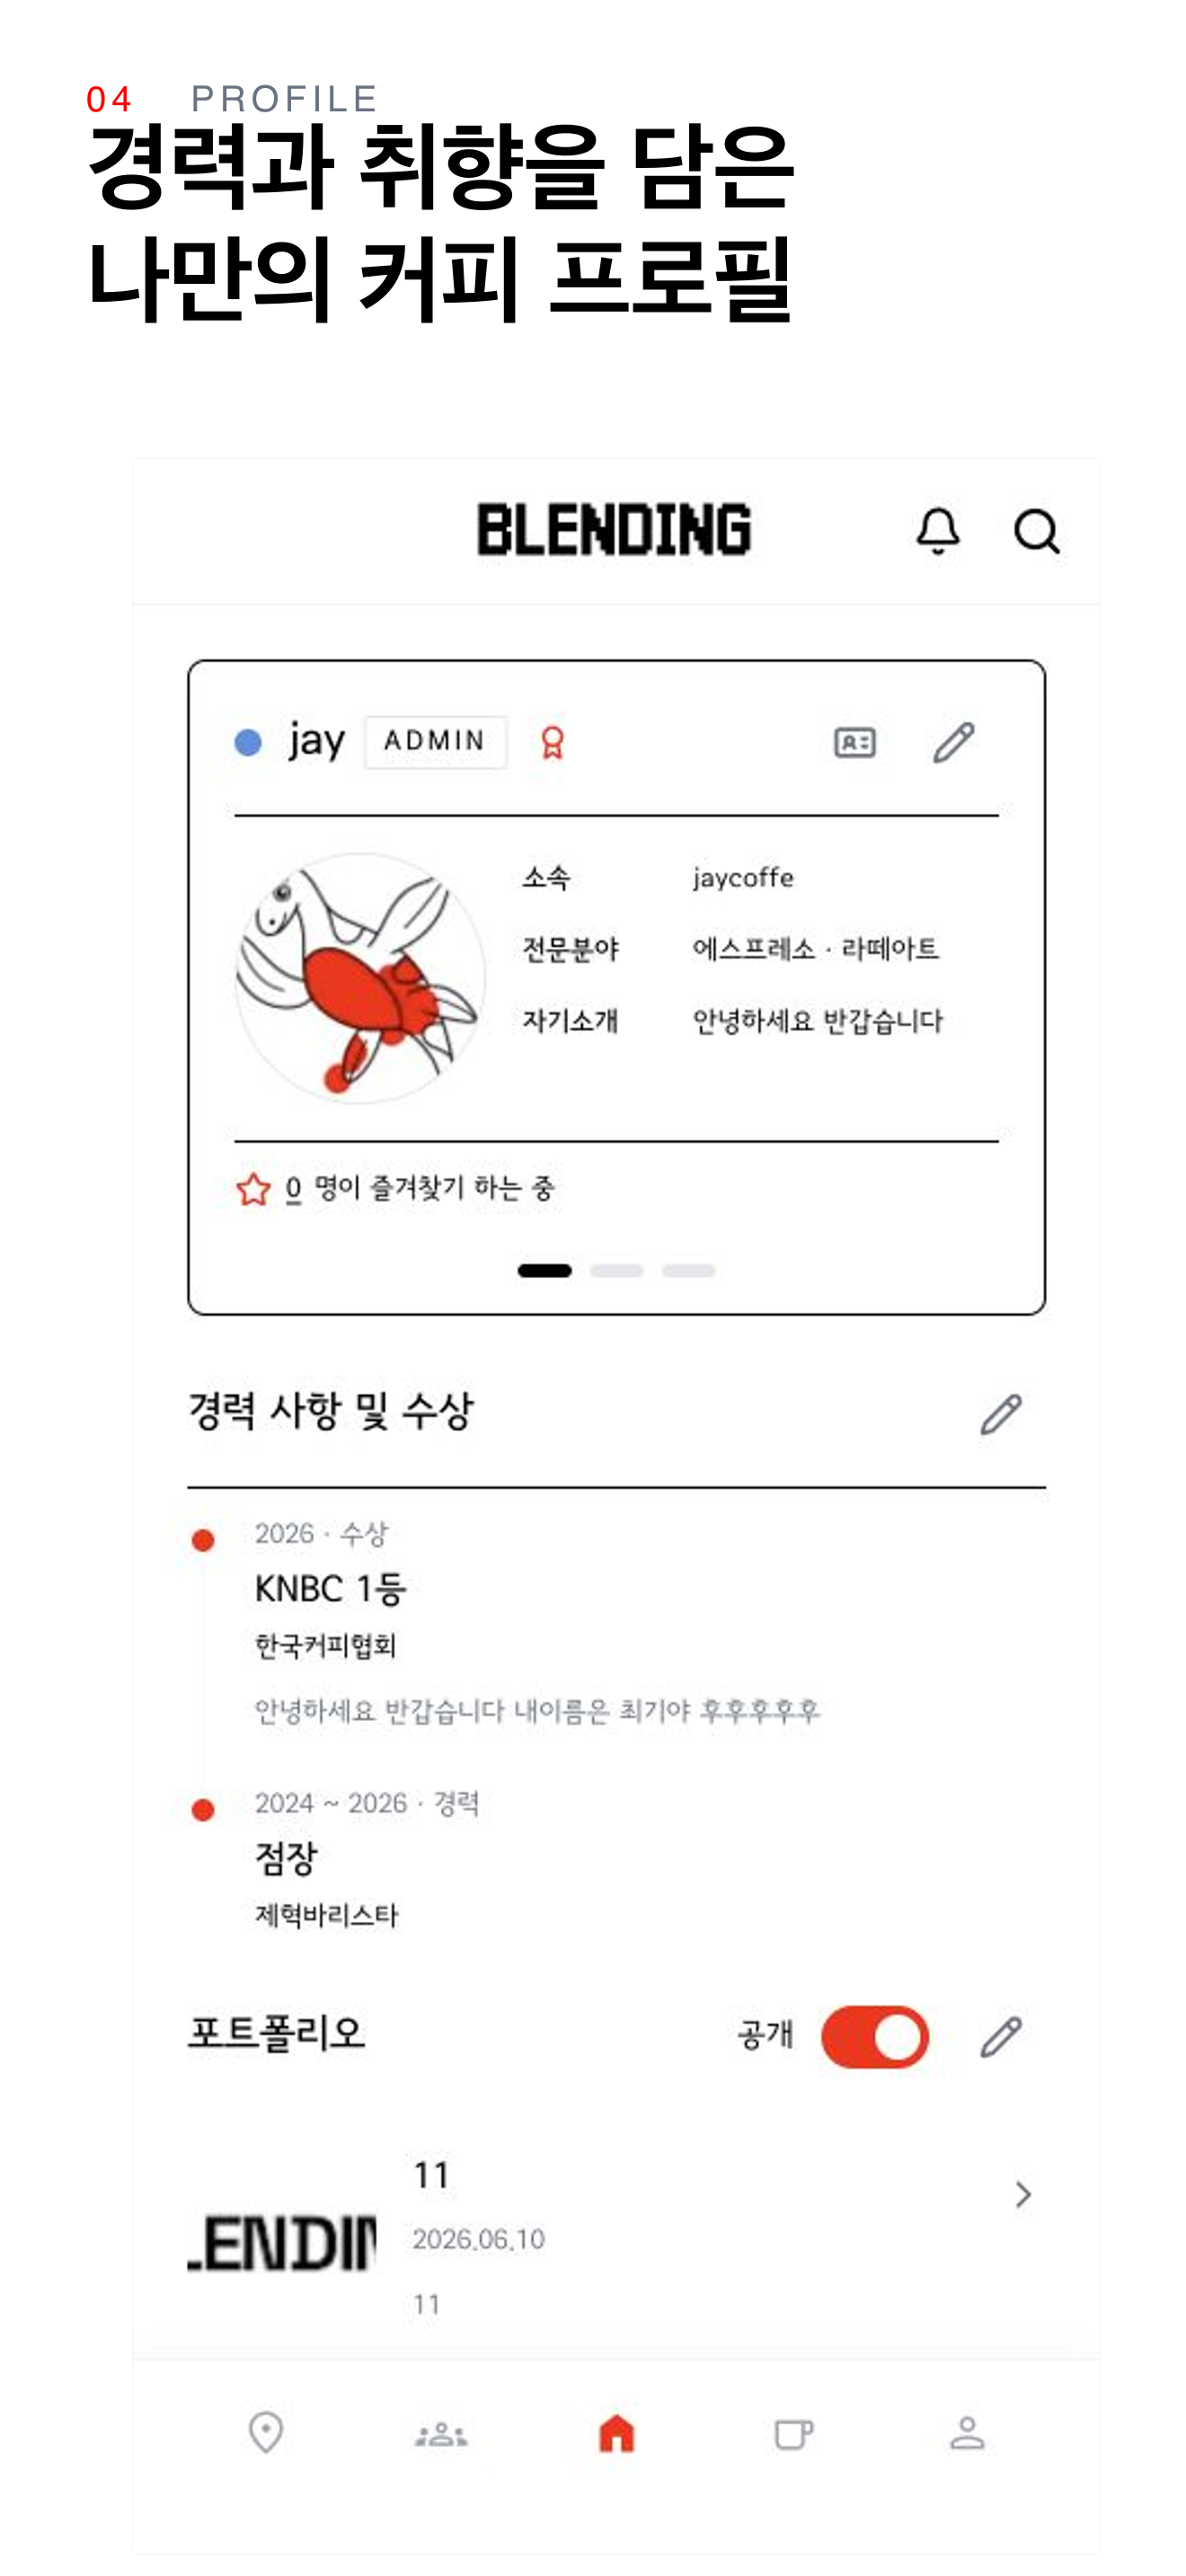 04 PROFILE
경력과 취향을 담은
나만의 커피 프로필
BLENDING
jay ADMIN
소속 jaycoffe
전문분야 에스프레소 · 라떼아트
자기소개 안녕하세요 반갑습니다
0 명이 즐겨찾기 하는 중
경력 사항 및 수상
2026 · 수상
KNBC 1등
한국커피협회
안녕하세요 반갑습니다 내이름은 최기야 후후후후후
2024 ~ 2026 · 경력
점장
제혁바리스타
포트폴리오 공개
11
LENDIN
2026.06.10
11